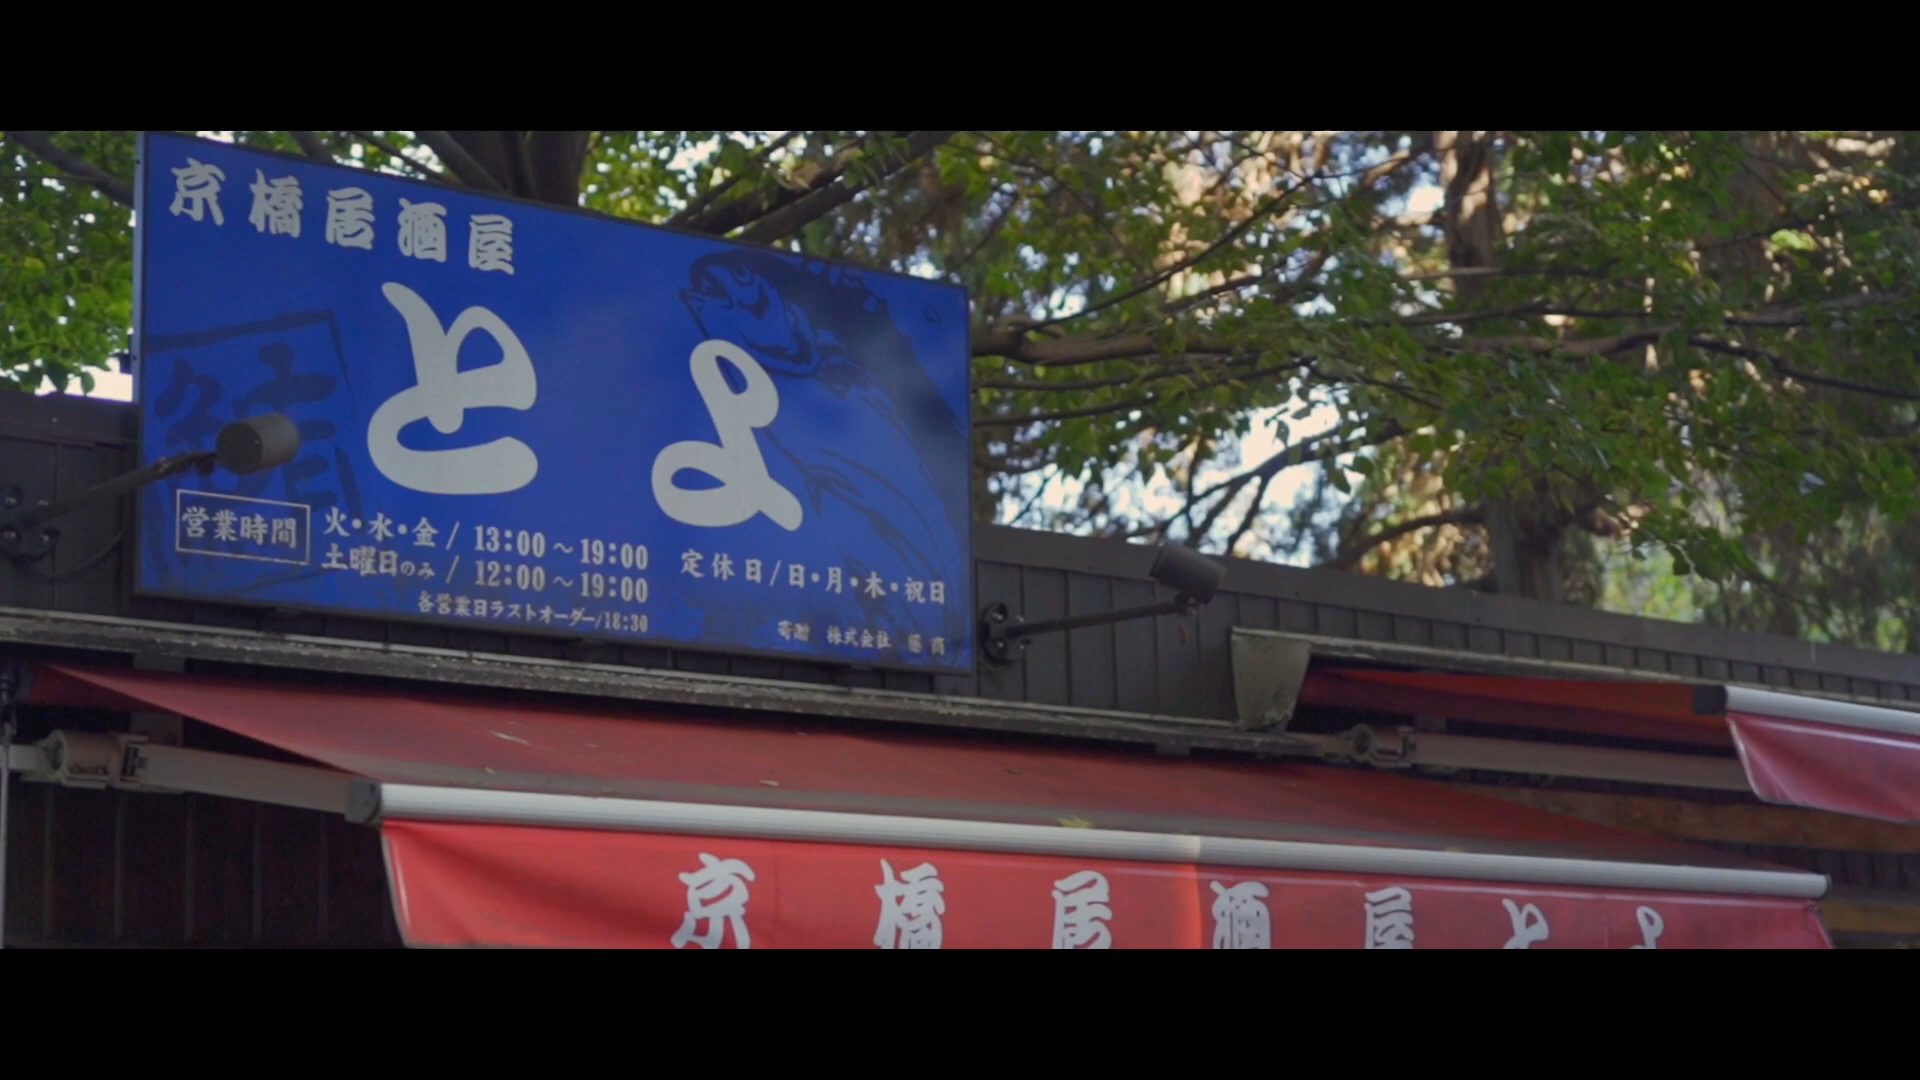 京橋居酒屋
とよ
営業時間
火・水・金/ 13:00～19:00
土曜日のみ/ 12:00～19:00
各営業日ラストオーダー/18:30
定休日/日・月・木・祝日
寄贈 株式会社
京橋居酒屋とよ